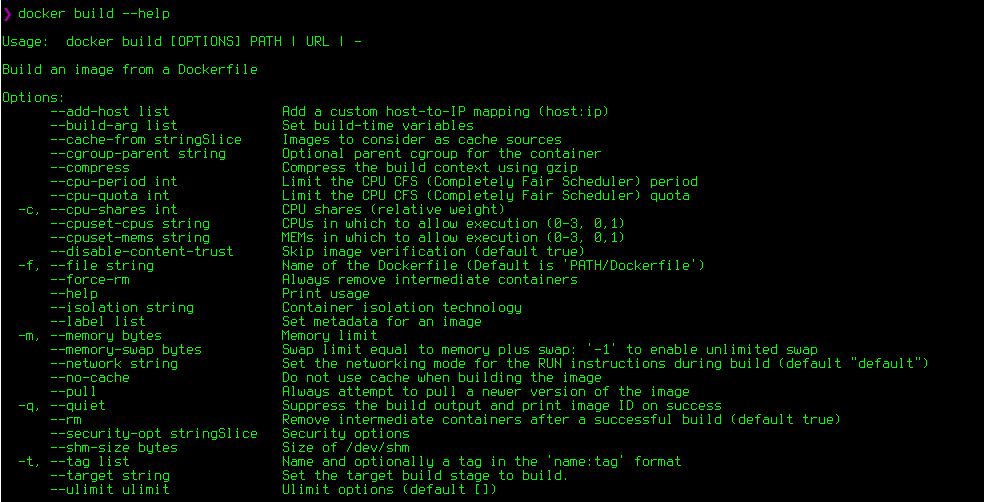 ❯ docker build --help
Usage:  docker build [OPTIONS] PATH | URL | -
Build an image from a Dockerfile
Options:
      --add-host list              Add a custom host-to-IP mapping (host:ip)
      --build-arg list             Set build-time variables
      --cache-from stringSlice     Images to consider as cache sources
      --cgroup-parent string       Optional parent cgroup for the container
      --compress                   Compress the build context using gzip
      --cpu-period int             Limit the CPU CFS (Completely Fair Scheduler) period
      --cpu-quota int              Limit the CPU CFS (Completely Fair Scheduler) quota
  -c, --cpu-shares int             CPU shares (relative weight)
      --cpuset-cpus string         CPUs in which to allow execution (0-3, 0,1)
      --cpuset-mems string         MEMs in which to allow execution (0-3, 0,1)
      --disable-content-trust      Skip image verification (default true)
  -f, --file string                Name of the Dockerfile (Default is 'PATH/Dockerfile')
      --force-rm                   Always remove intermediate containers
      --help                       Print usage
      --isolation string           Container isolation technology
      --label list                 Set metadata for an image
  -m, --memory bytes               Memory limit
      --memory-swap bytes          Swap limit equal to memory plus swap: '-1' to enable unlimited swap
      --network string             Set the networking mode for the RUN instructions during build (default "default")
      --no-cache                   Do not use cache when building the image
      --pull                       Always attempt to pull a newer version of the image
  -q, --quiet                      Suppress the build output and print image ID on success
      --rm                         Remove intermediate containers after a successful build (default true)
      --security-opt stringSlice   Security options
      --shm-size bytes             Size of /dev/shm
  -t, --tag list                   Name and optionally a tag in the 'name:tag' format
      --target string              Set the target build stage to build.
      --ulimit ulimit              Ulimit options (default [])